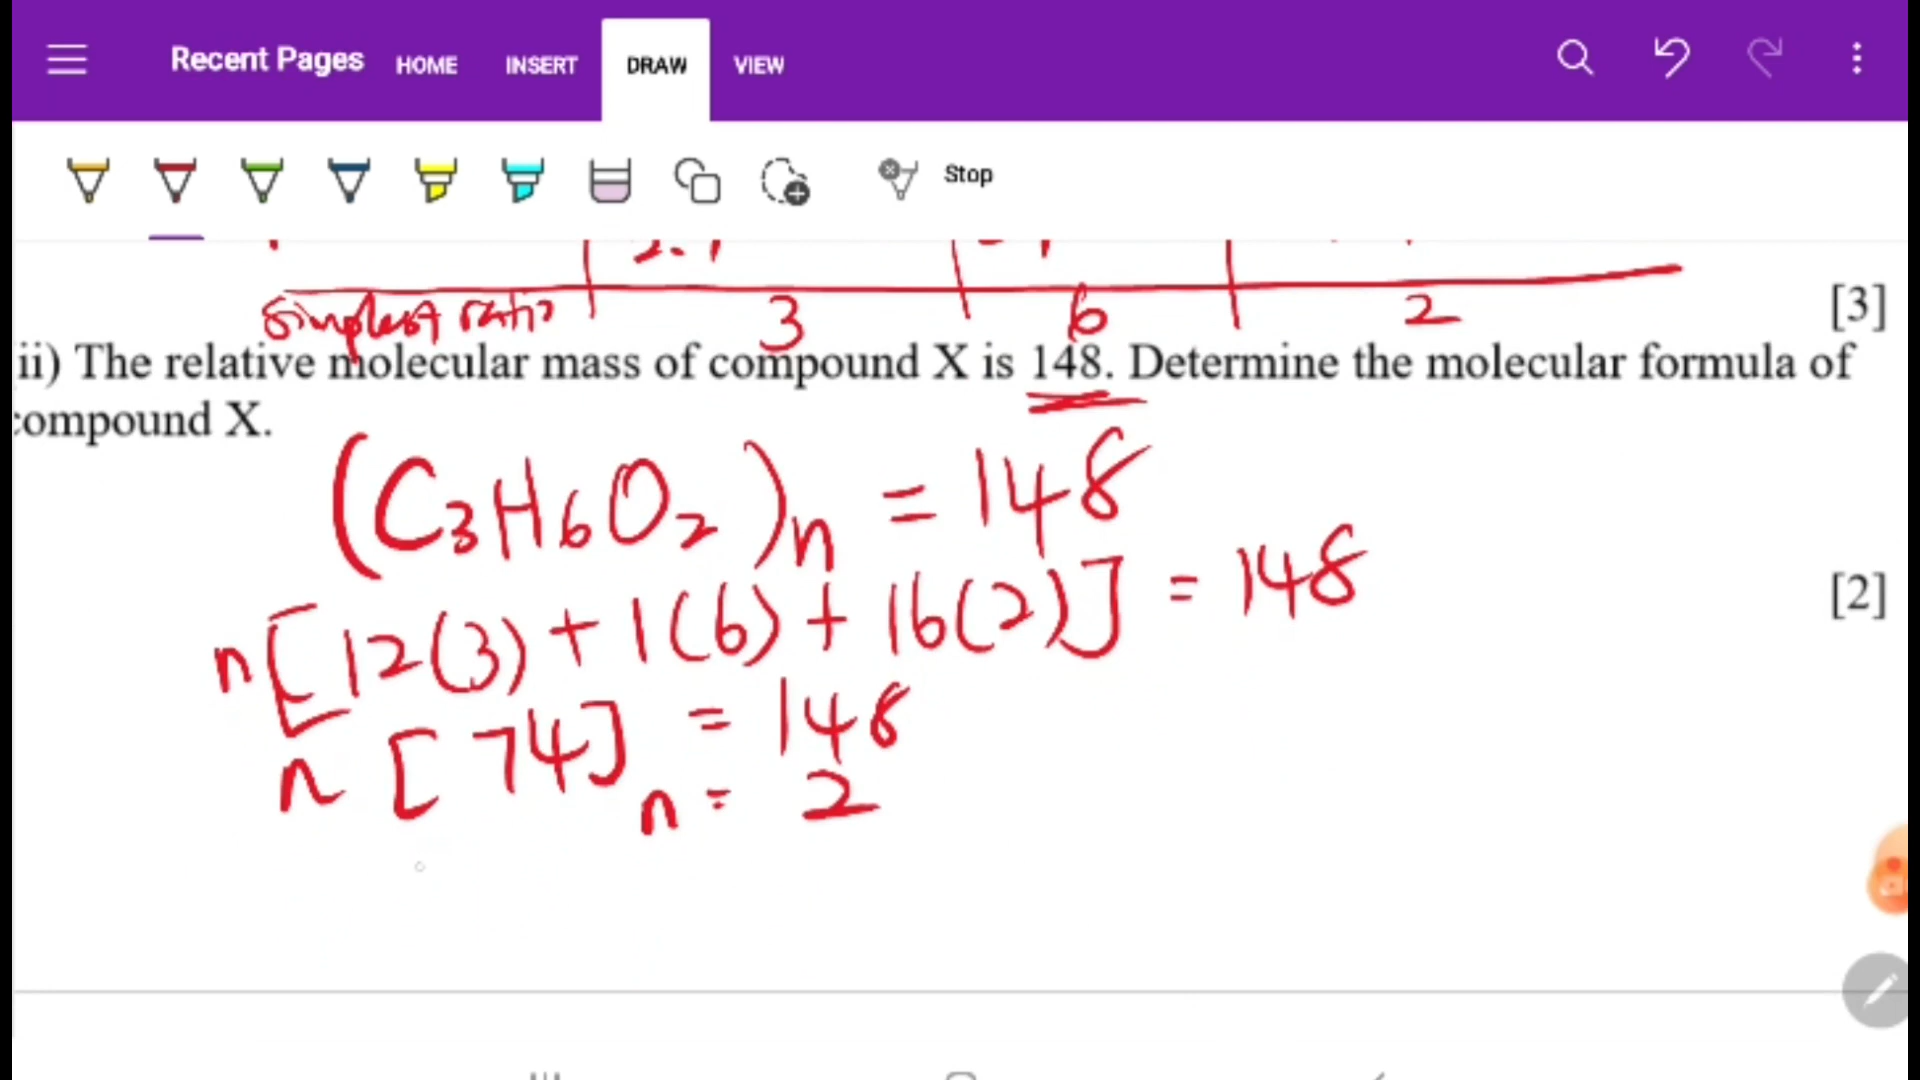 Recent Pages HOME INSERT DRAW VIEW
Stop
simplest ratio 3 6 2
[3]
ii) The relative molecular mass of compound X is 148. Determine the molecular formula of
compound X.
(C₃H₆O₂)ₙ = 148
n[12(3) + 1(6) + 16(2)] = 148
[2]
n [74] = 148
n = 2